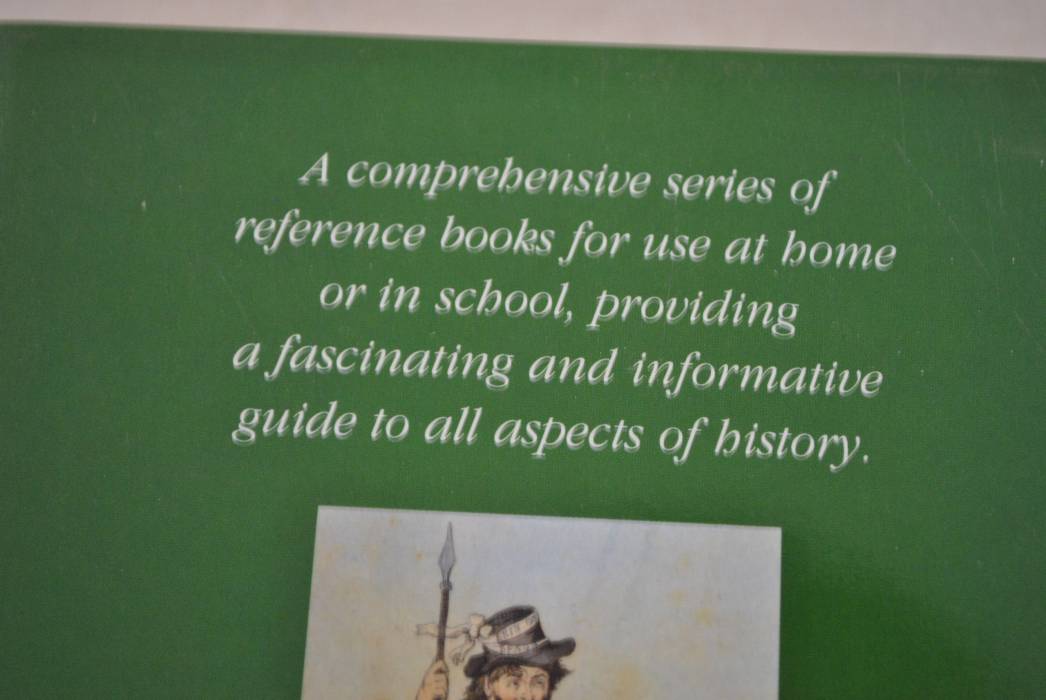 A comprehensive series of
reference books for use at home
or in school, providing
a fascinating and informative
guide to all aspects of history.